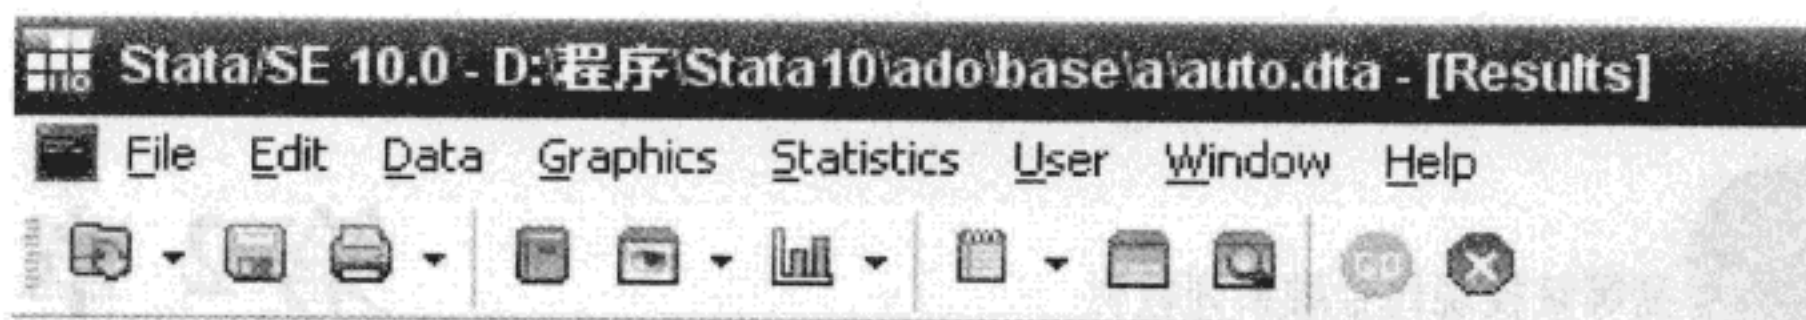 Stata/SE 10.0 - D:\程序\Stata10\ado\base\a\auto.dta - [Results]
File Edit Data Graphics Statistics User Window Help